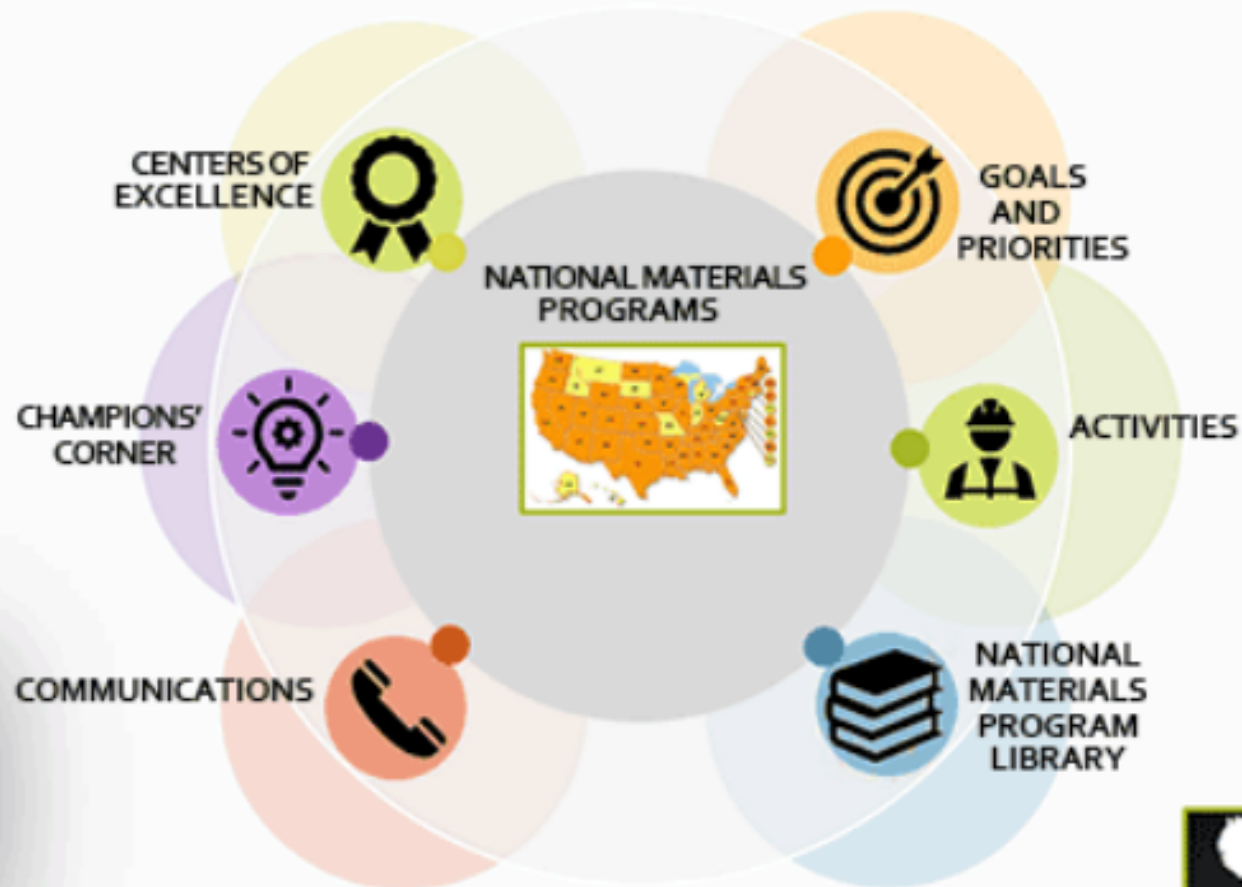 CENTERS OF
EXCELLENCE
GOALS
AND
PRIORITIES
NATIONAL MATERIALS
PROGRAMS
CHAMPIONS'
CORNER
ACTIVITIES
COMMUNICATIONS
NATIONAL
MATERIALS
PROGRAM
LIBRARY